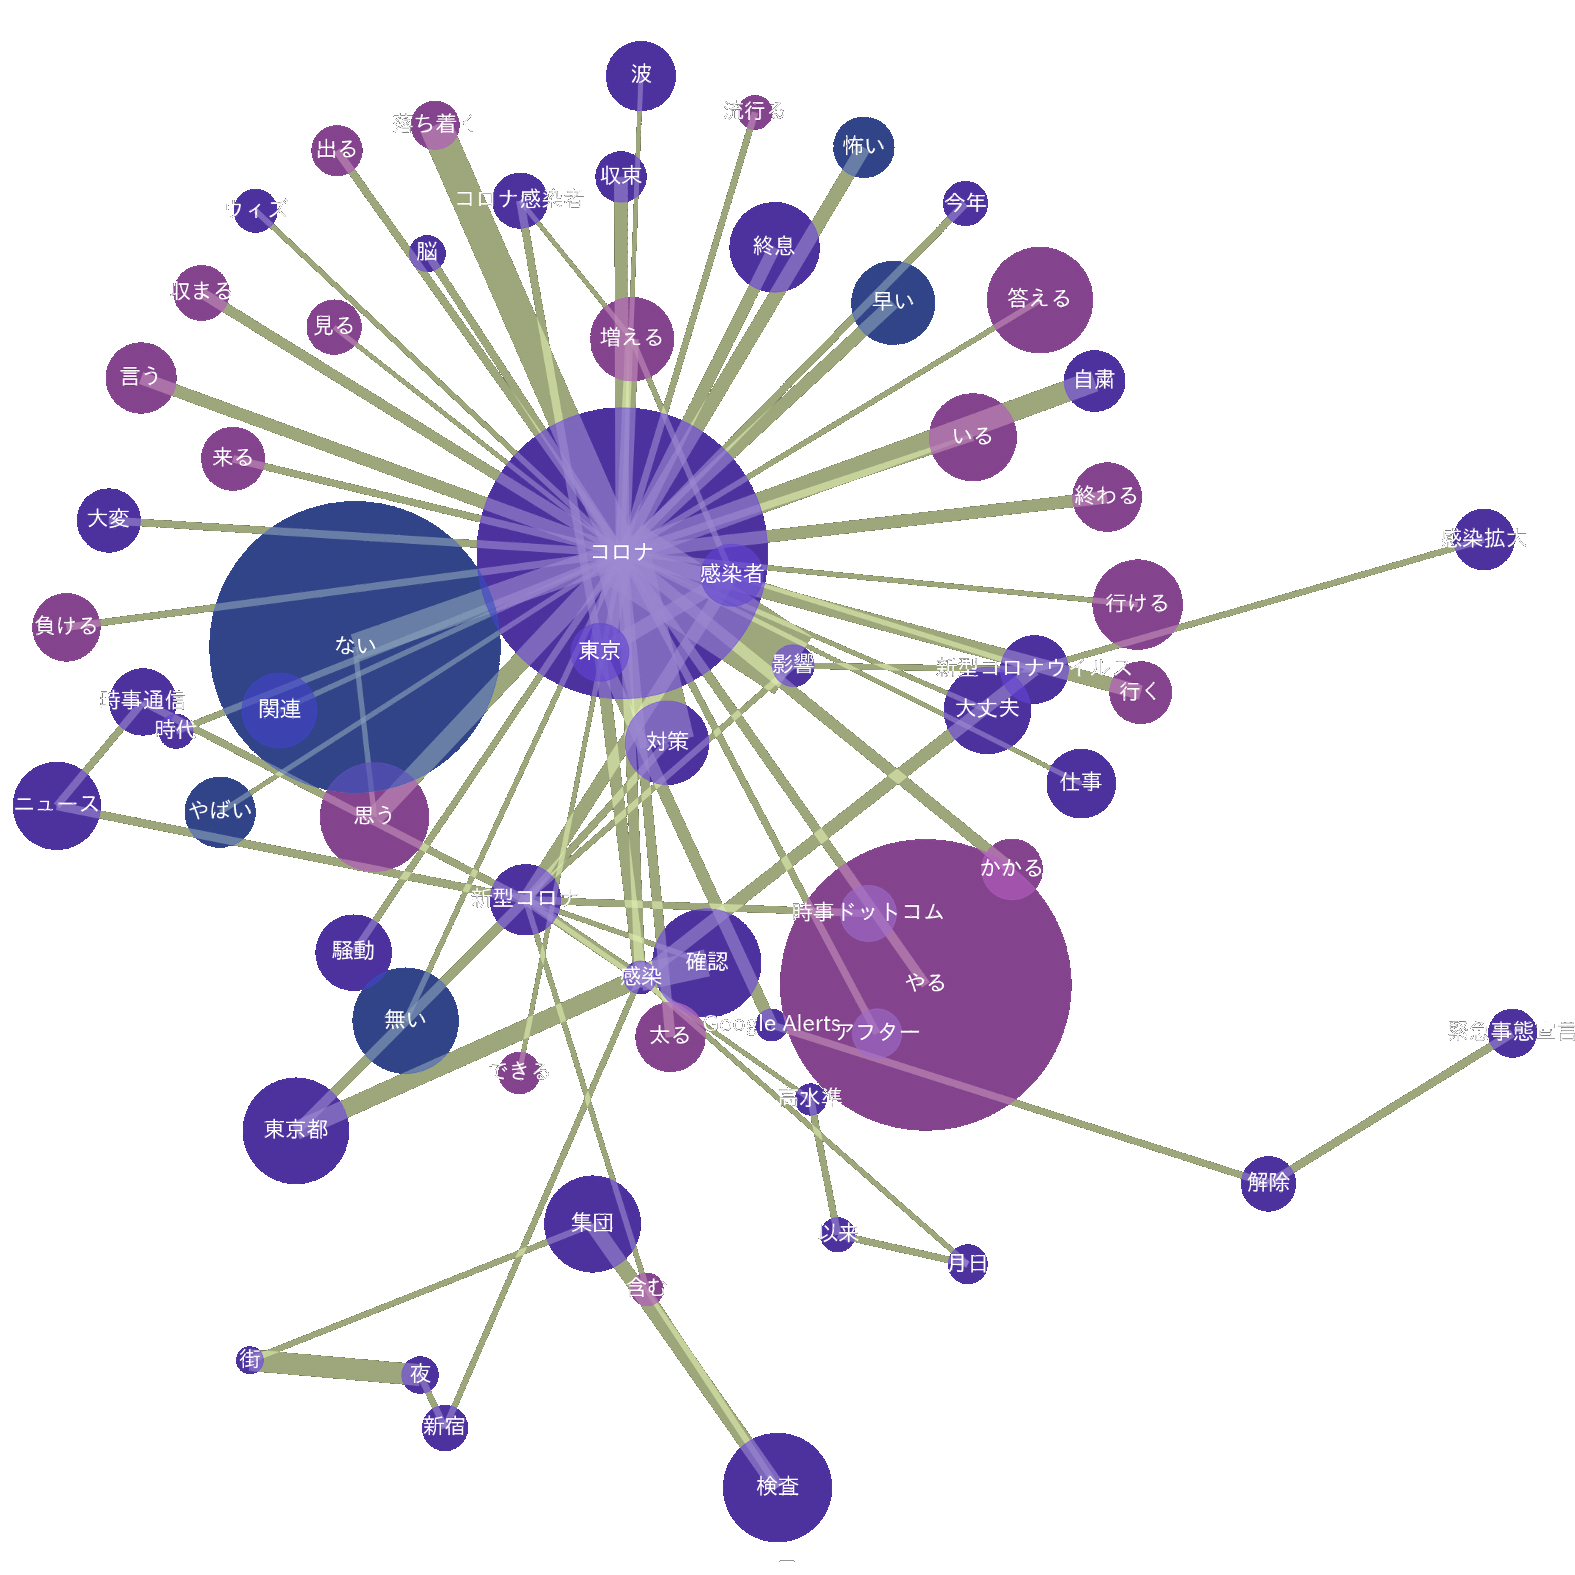 波
流行る
落ち着く
出る
怖い
収束
コロナ感染者
今年
ウィズ
終息
脳
収まる
答える
早い
見る
増える
言う
自粛
いる
来る
終わる
大変
感染拡大
コロナ
感染者
行ける
負ける
ない
東京
影響
新型コロナウイルス
行く
時事通信
関連
大丈夫
時代
対策
仕事
ニュース
やばい
思う
かかる
新型コロナ
時事ドットコム
騒動
確認
感染
やる
無い
Google Alerts
アフター
太る
緊急事態宣言
できる
高水準
東京都
解除
集団
以来
月日
含む
街
夜
新宿
検査